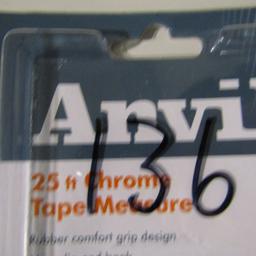 Anvi
136
25 ft Chrome
Tape Measure
Rubber comfort grip design